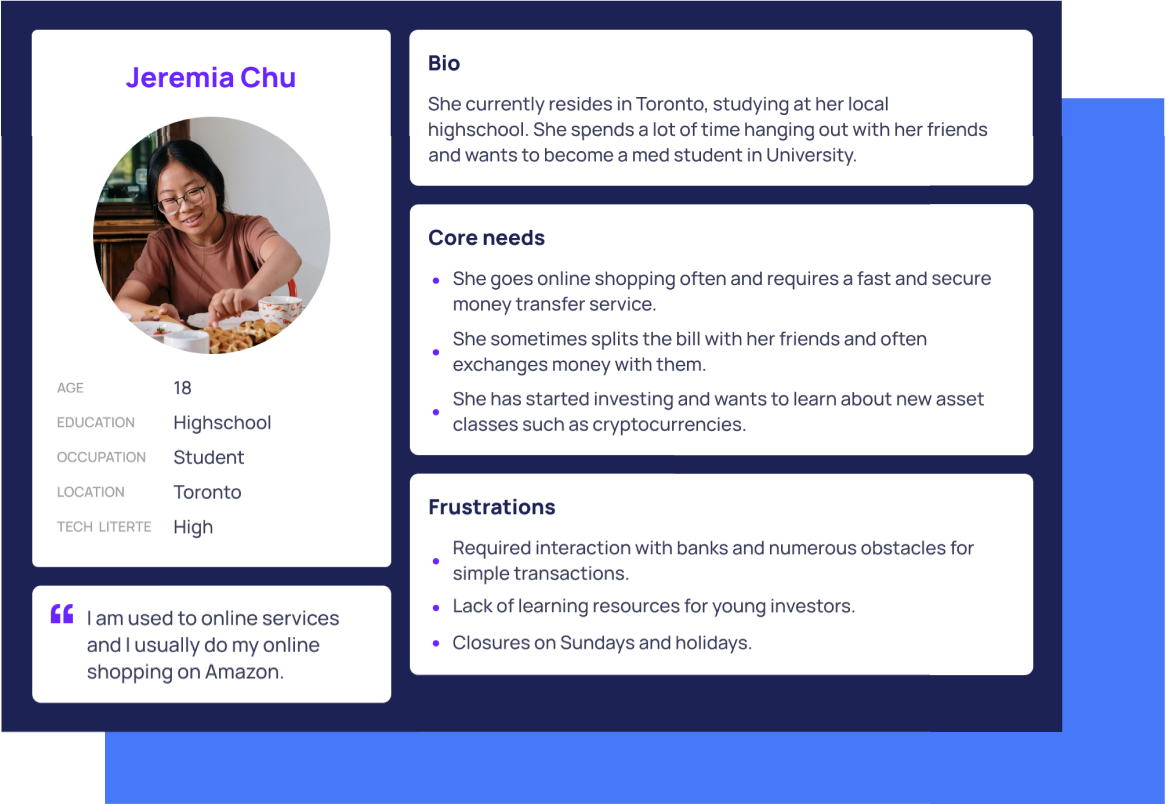 Jeremia Chu
AGE 18
EDUCATION Highschool
OCCUPATION Student
LOCATION Toronto
TECH LITERTE High
“ I am used to online services
and I usually do my online
shopping on Amazon.
Bio
She currently resides in Toronto, studying at her local
highschool. She spends a lot of time hanging out with her friends
and wants to become a med student in University.
Core needs
• She goes online shopping often and requires a fast and secure
money transfer service.
• She sometimes splits the bill with her friends and often
exchanges money with them.
• She has started investing and wants to learn about new asset
classes such as cryptocurrencies.
Frustrations
• Required interaction with banks and numerous obstacles for
simple transactions.
• Lack of learning resources for young investors.
• Closures on Sundays and holidays.